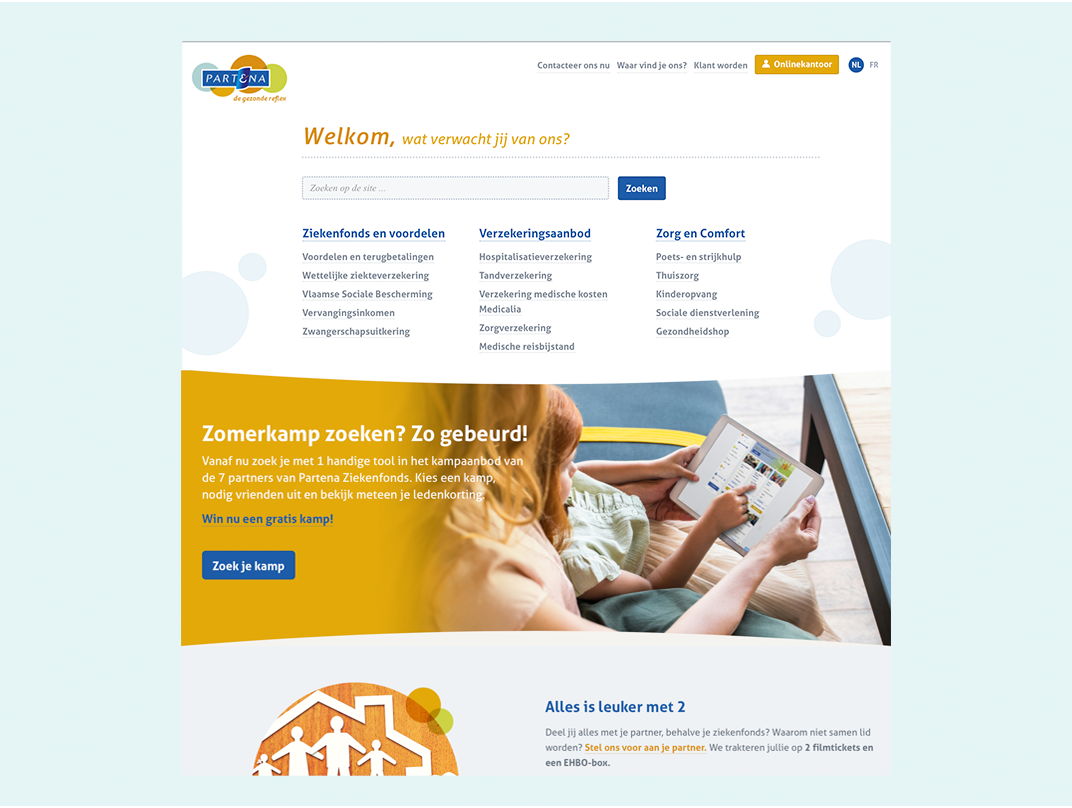 PARTENA
de gezonde reflex
Contacteer ons nu Waar vind je ons? Klant worden Onlinekantoor NL FR
Welkom, wat verwacht jij van ons?
Zoeken op de site ... Zoeken
Ziekenfonds en voordelen
Voordelen en terugbetalingen
Wettelijke ziekteverzekering
Vlaamse Sociale Bescherming
Vervangingsinkomen
Zwangerschapsuitkering
Verzekeringsaanbod
Hospitalisatieverzekering
Tandverzekering
Verzekering medische kosten
Medicalia
Zorgverzekering
Medische reisbijstand
Zorg en Comfort
Poets- en strijkhulp
Thuiszorg
Kinderopvang
Sociale dienstverlening
Gezondheidshop
Zomerkamp zoeken? Zo gebeurd!
Vanaf nu zoek je met 1 handige tool in het kampaanbod van
de 7 partners van Partena Ziekenfonds. Kies een kamp,
nodig vrienden uit en bekijk meteen je ledenkorting.
Win nu een gratis kamp!
Zoek je kamp
Alles is leuker met 2
Deel jij alles met je partner, behalve je ziekenfonds? Waarom niet samen lid
worden? Stel ons voor aan je partner. We trakteren jullie op 2 filmtickets en
een EHBO-box.